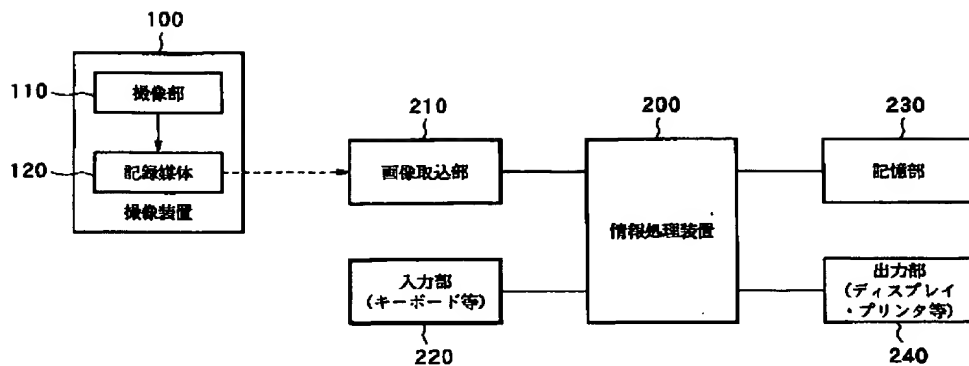 100
110
撮像部
120
記録媒体
撮像装置
210
画像取込部
200
情報処理装置
230
記憶部
入力部
(キーボード等)
220
出力部
(ディスプレイ
・プリンタ等)
240